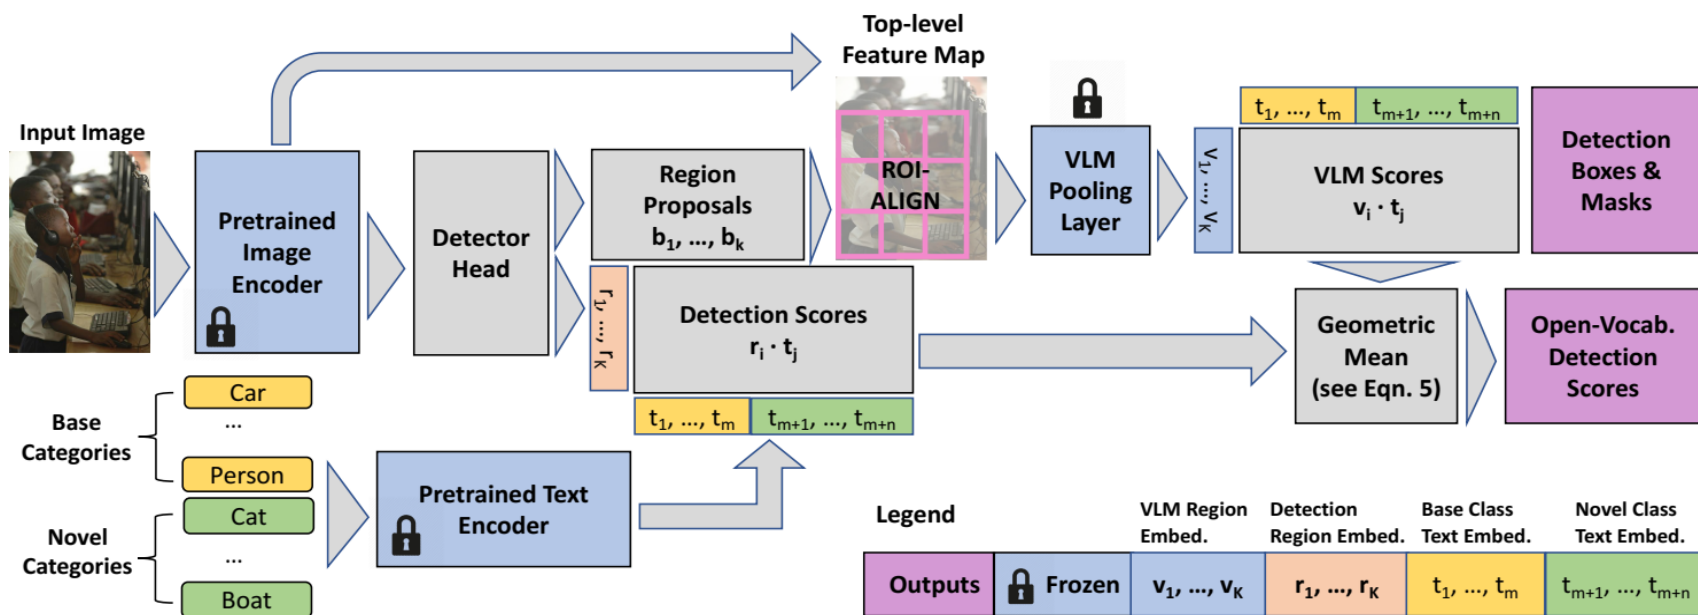 Top-level
Feature Map
Input Image
Pretrained
Image
Encoder
Detector
Head
Region
Proposals
b1, ..., bk
ROI-
ALIGN
VLM
Pooling
Layer
v1, ..., vK
t1, ..., tm
tm+1, ..., tm+n
VLM Scores
vi · tj
Detection
Boxes &
Masks
r1, ..., rK
Detection Scores
ri · tj
t1, ..., tm
tm+1, ..., tm+n
Geometric
Mean
(see Eqn. 5)
Open-Vocab.
Detection
Scores
Base
Categories
Car
...
Person
Novel
Categories
Cat
...
Boat
Pretrained Text
Encoder
Legend
VLM Region
Embed.
Detection
Region Embed.
Base Class
Text Embed.
Novel Class
Text Embed.
Outputs
Frozen
v1, ..., vK
r1, ..., rK
t1, ..., tm
tm+1, ..., tm+n